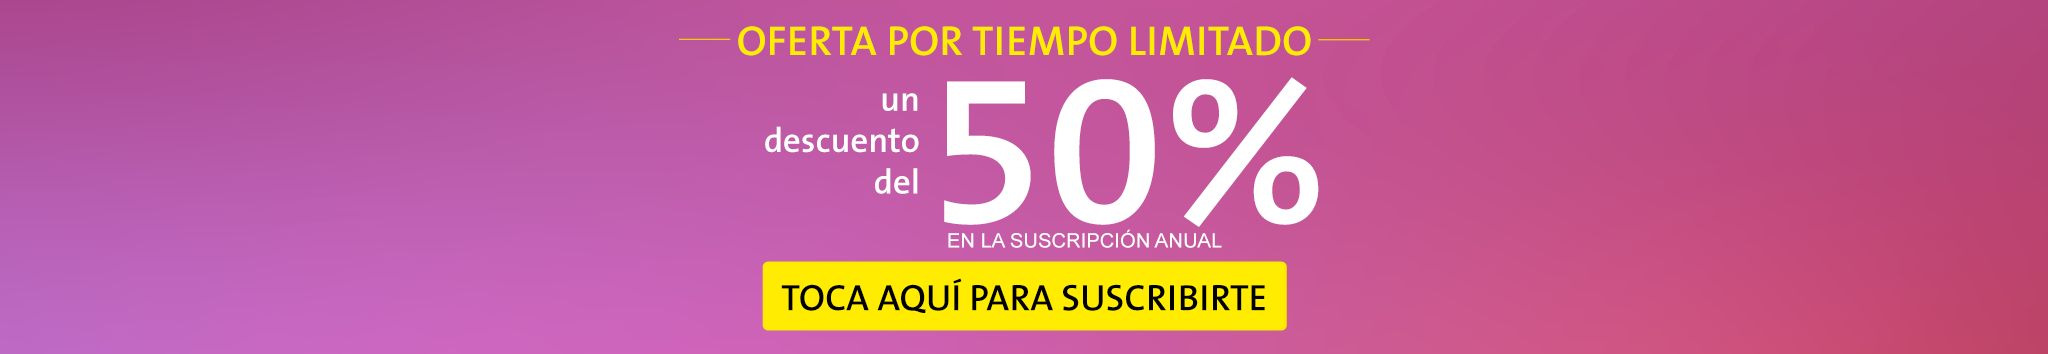 OFERTA POR TIEMPO LIMITADO
un
descuento
del
50%
EN LA SUSCRIPCIÓN ANUAL
TOCA AQUÍ PARA SUSCRIBIRTE